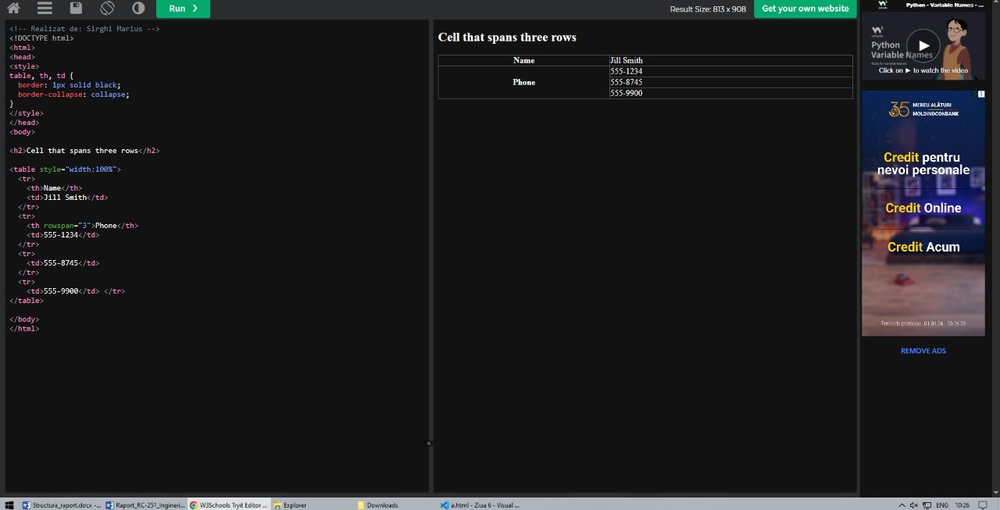 Run ❯
Result Size: 813 x 908
Get your own website
<!-- Realizat de: Sirghi Marius -->
<!DOCTYPE html>
<html>
<head>
<style>
table, th, td {
  border: 1px solid black;
  border-collapse: collapse;
}
</style>
</head>
<body>

<h2>Cell that spans three rows</h2>

<table style="width:100%">
  <tr>
    <th>Name</th>
    <td>Jill Smith</td>
  </tr>
  <tr>
    <th rowspan="3">Phone</th>
    <td>555-1234</td>
  </tr>
  <tr>
    <td>555-8745</td>
  </tr>
  <tr>
    <td>555-9900</td> </tr>
</table>

</body>
</html>
Cell that spans three rows
Name Jill Smith
555-1234
Phone 555-8745
555-9900
Python - Variable Names - ...
schools
Python
Variable Names
Click on ► to watch the video
35 MEREU ALĂTURI
MOLDINDCONBANK
Credit pentru
nevoi personale
Credit Online
Credit Acum
Perioada promoției: 01.04.26 - 30.06.26
REMOVE ADS
Structura_raport.docx -...
Raport_RC-251_Ingineri...
W3Schools Tryit Editor ...
Explorer
Downloads
a.html - Ziua 6 - Visual ...
ENG
10:26